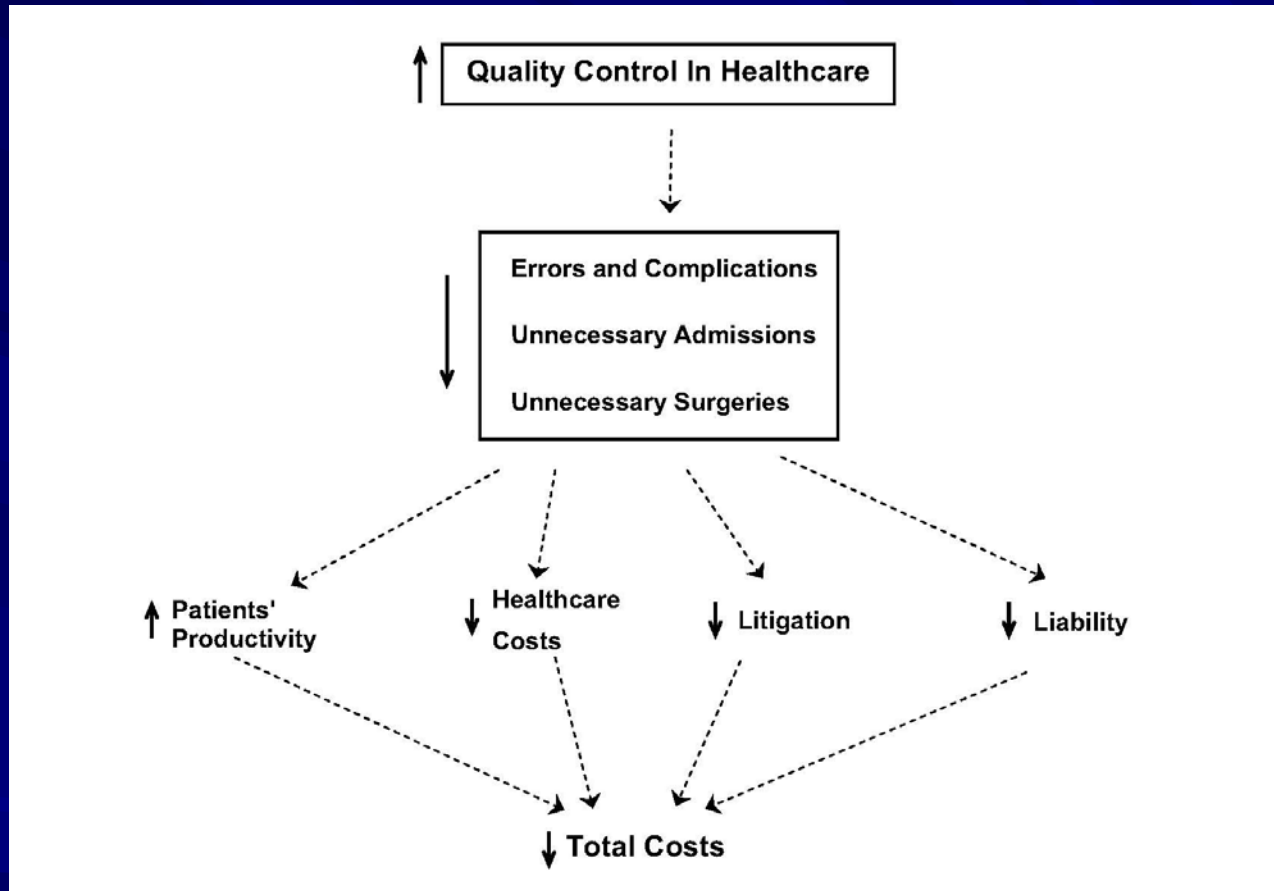 Quality Control In Healthcare
Errors and Complications
Unnecessary Admissions
Unnecessary Surgeries
Patients'
Productivity
Healthcare
Costs
Litigation
Liability
Total Costs